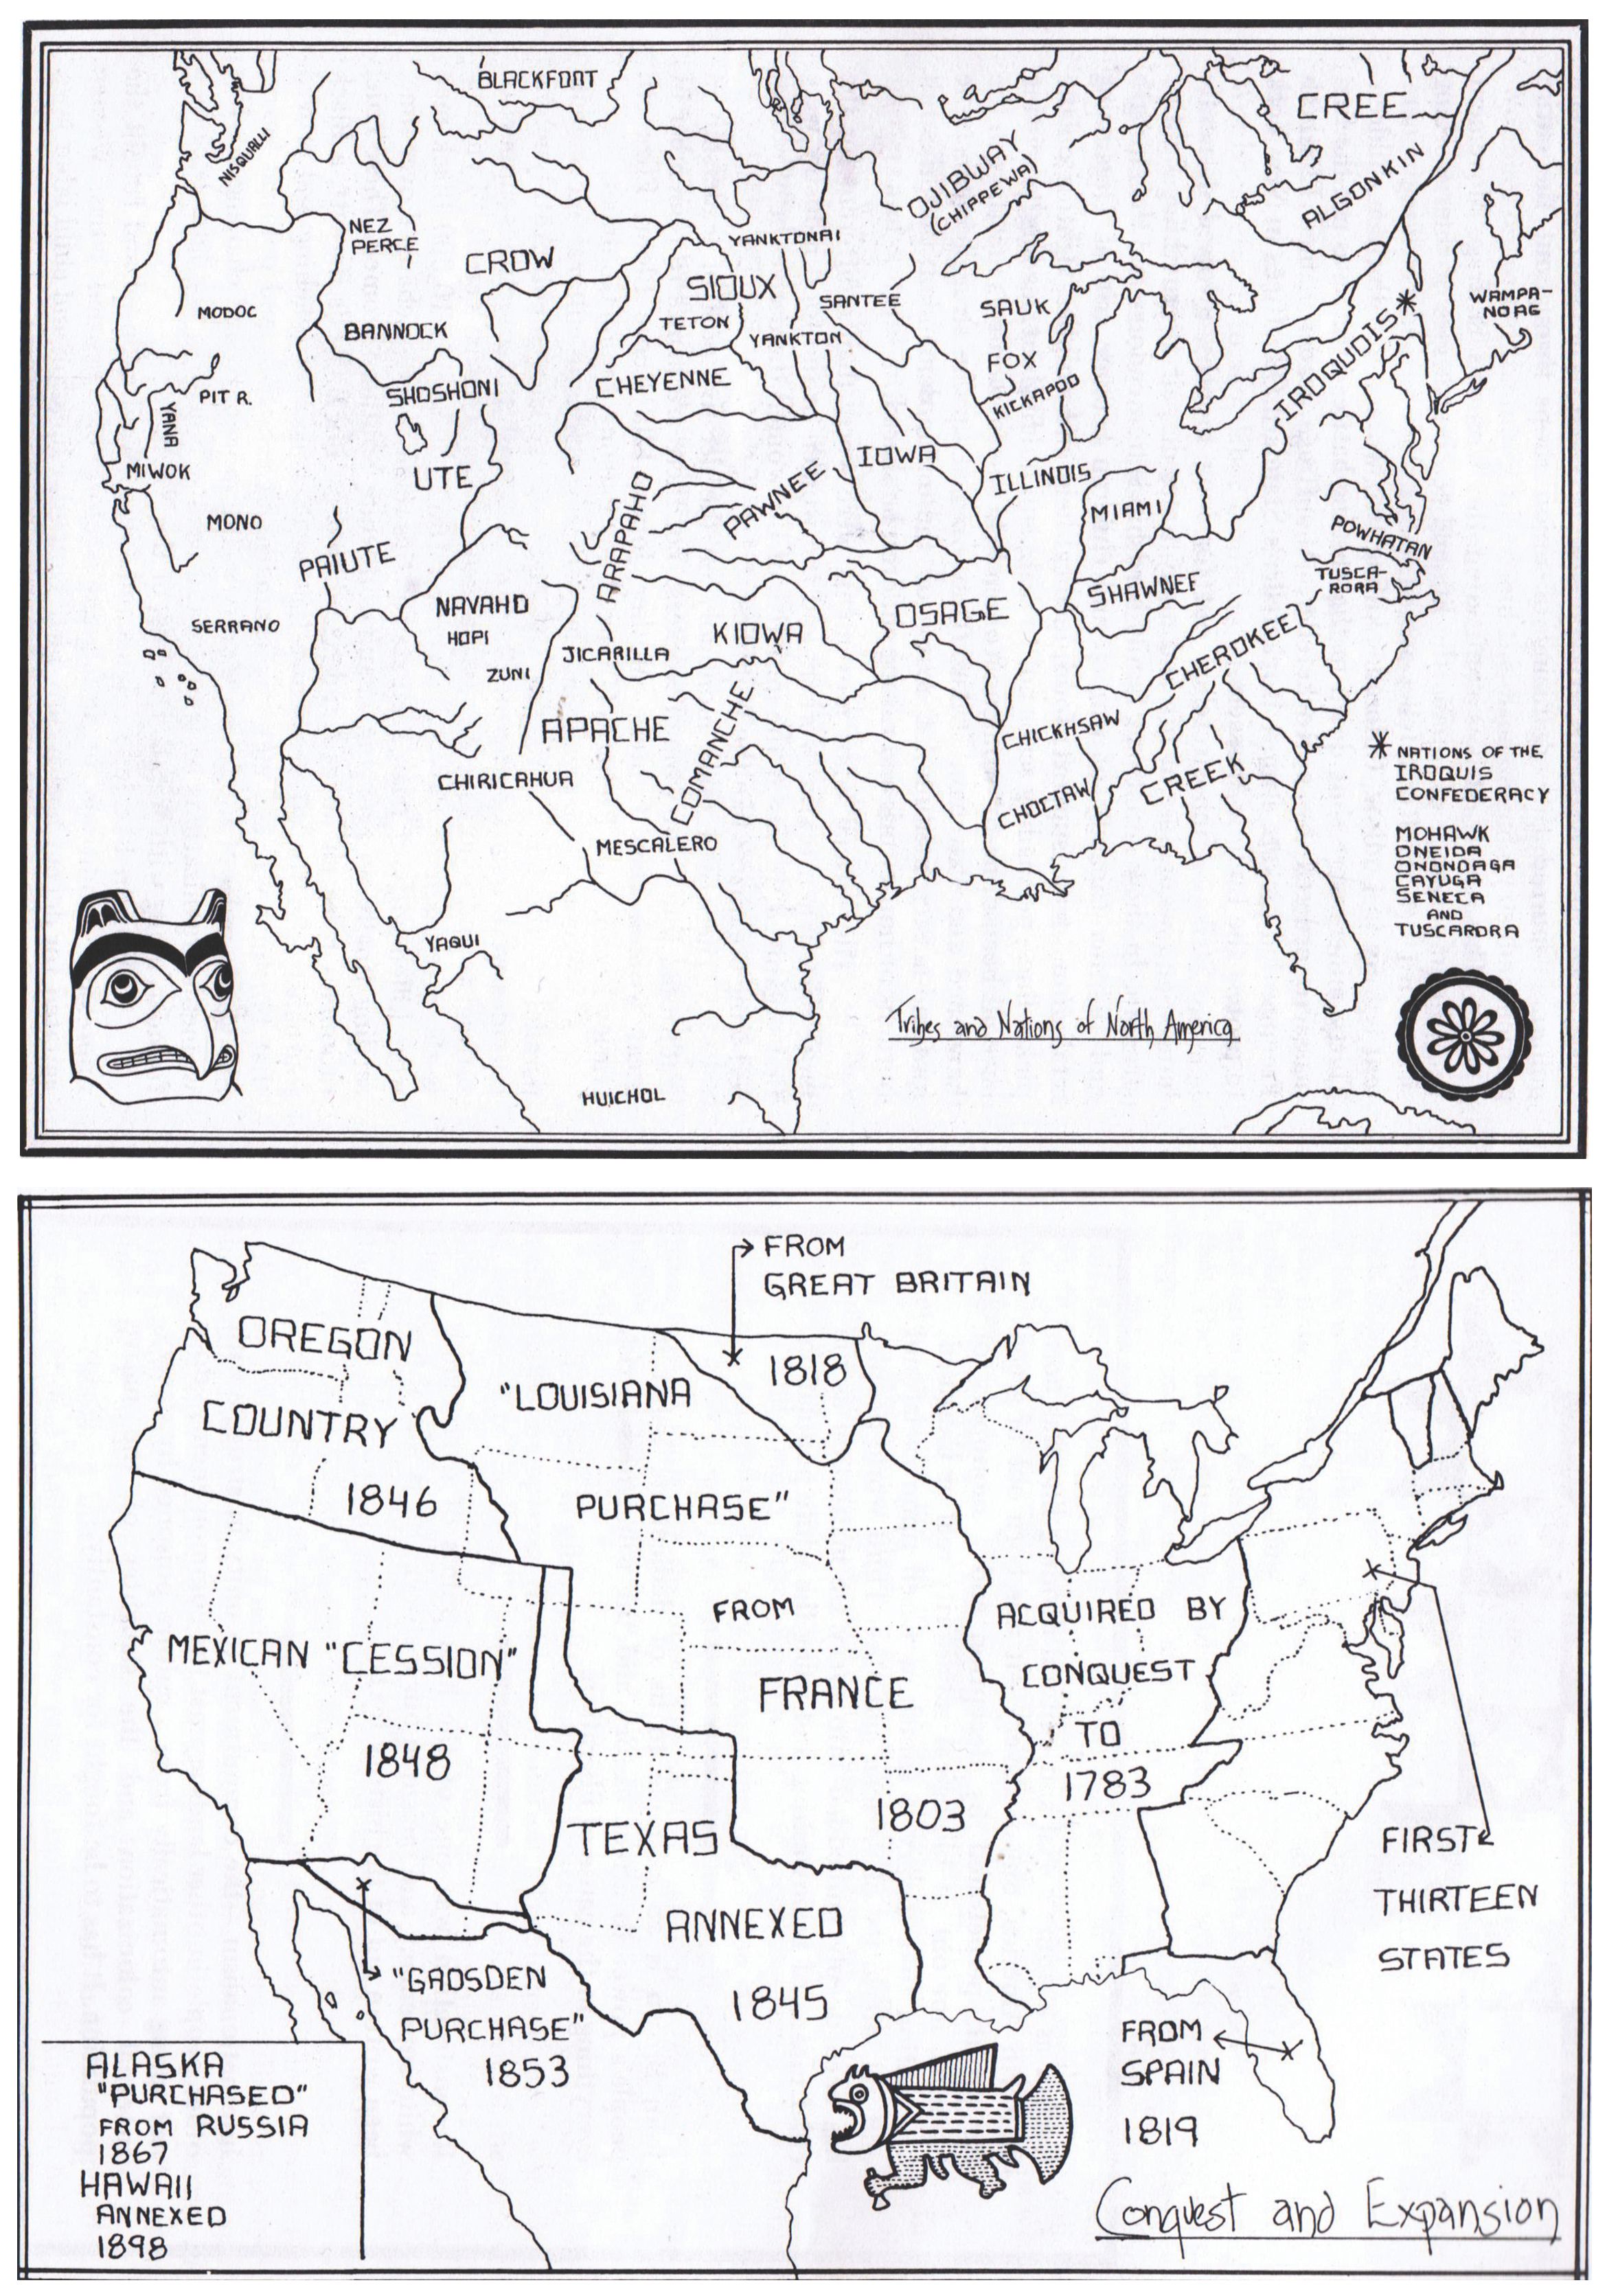 BLACKFOOT
CREE
NISQUALLI
OJIBWAY
(CHIPPEWA)
ALGONKIN
NEZ
PERCE
CROW
YANKTONAI
SIOUX
SANTEE
SAUK
WAMPA-
NOAG
MODOC
BANNOCK
TETON
YANKTON
FOX
IROQUOIS*
PIT R.
SHOSHONI
CHEYENNE
KICKAPOO
YANA
MIWOK
UTE
IOWA
ILLINOIS
ARAPAHO
PAWNEE
MIAMI
MONO
POWHATAN
PAIUTE
TUSCA-
RORA
NAVAHO
HOPI
ZUNI
SHAWNEE
OSAGE
SERRANO
JICARILLA
KIOWA
CHEROKEE
APACHE
COMANCHE
CHICKHSAW
CHIRICAHUA
CHOCTAW
CREEK
MESCALERO
YAQUI
HUICHOL
* NATIONS OF THE
IROQUIS
CONFEDERACY
MOHAWK
ONEIDA
ONONDAGA
CAYUGA
SENECA
AND
TUSCARORA
Tribes and Nations of North America
FROM
GREAT BRITAIN
OREGON
COUNTRY
1846
"LOUISIANA
PURCHASE"
FROM
FRANCE
1803
1818
ACQUIRED BY
CONQUEST
TO
1783
MEXICAN "CESSION"
1848
TEXAS
ANNEXED
1845
FIRST
THIRTEEN
STATES
"GADSDEN
PURCHASE"
1853
FROM
SPAIN
1819
ALASKA
"PURCHASED"
FROM RUSSIA
1867
HAWAII
ANNEXED
1898
Conquest and Expansion